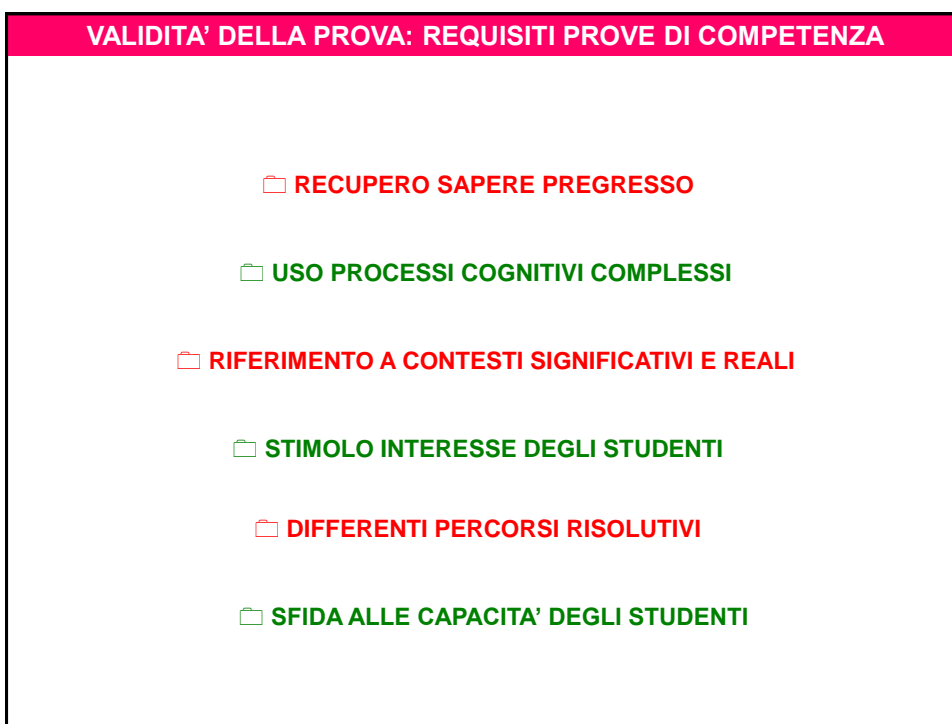 VALIDITA’ DELLA PROVA: REQUISITI PROVE DI COMPETENZA
RECUPERO SAPERE PREGRESSO
USO PROCESSI COGNITIVI COMPLESSI
RIFERIMENTO A CONTESTI SIGNIFICATIVI E REALI
STIMOLO INTERESSE DEGLI STUDENTI
DIFFERENTI PERCORSI RISOLUTIVI
SFIDA ALLE CAPACITA’ DEGLI STUDENTI